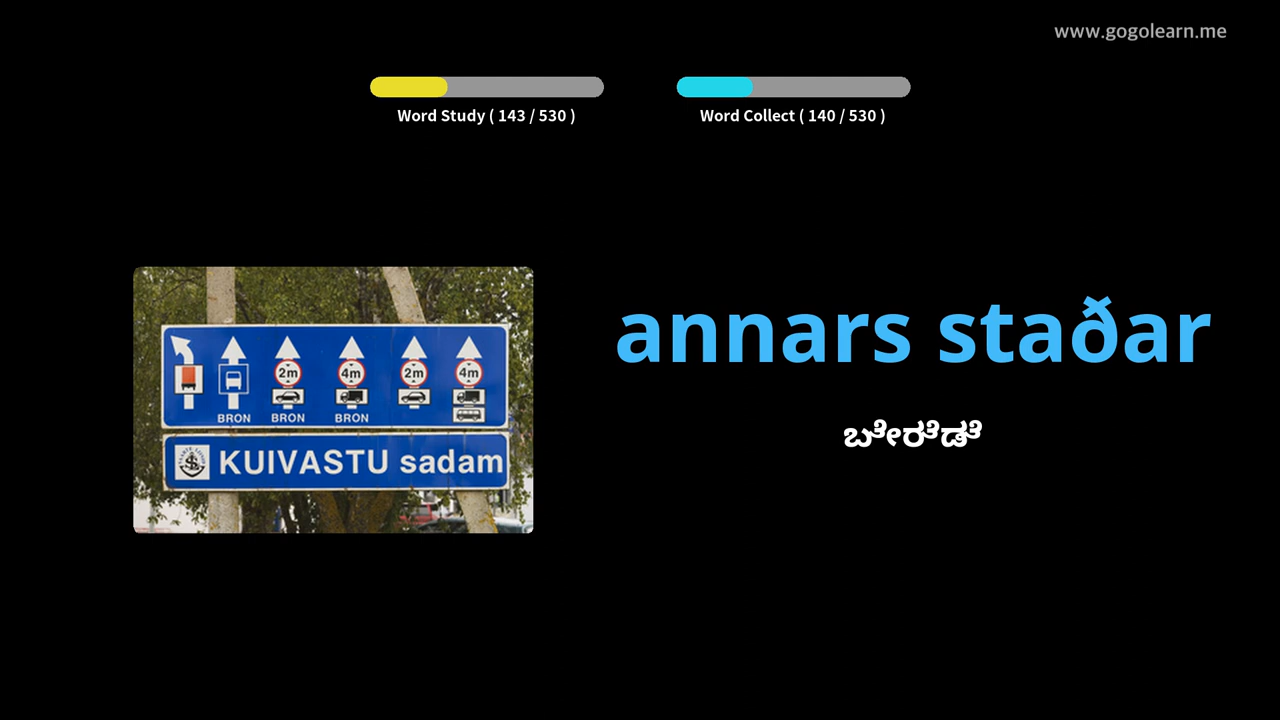 www.gogolearn.me
Word Study ( 143 / 530 )
Word Collect ( 140 / 530 )
2m 4m 2m 4m
BRON BRON BRON
KUIVASTU sadam
annars staðar
ಬೇರೆಡೆ